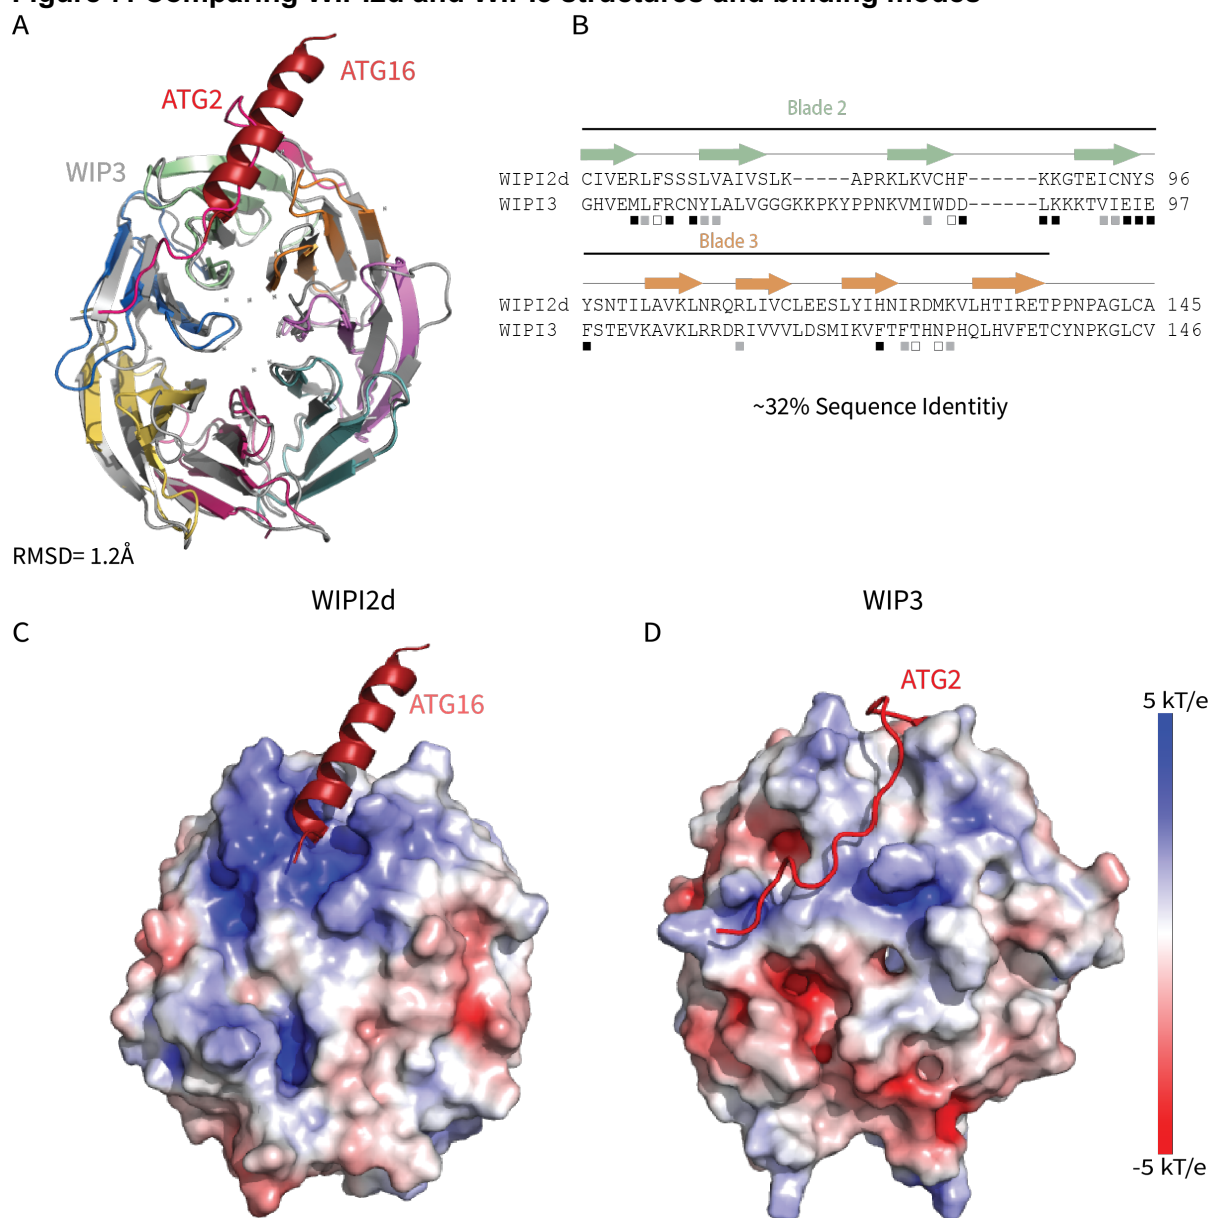 A
B
ATG16
ATG2
WIP3
RMSD= 1.2Å
Blade 2
WIPI2d CIVERLFSSSLVAIVSLK-----APRKLKVCHF------KKGTEICNYS 96
WIPI3 GHVEMLFRCNYLALVGGGKKPKYPPNKVMIWDD------LKKKTVIEIE 97
Blade 3
WIPI2d YSNTILAVKLNRQRLIVCLEESLYIHNIRDMKVLHTIRETPPNPAGLCA 145
WIPI3 FSTEVKAVKLRRDRIVVVLDSMIKVFTFTHNPHQLHVFETCYNPKGLCV 146
~32% Sequence Identitiy
WIPI2d
WIP3
C
D
ATG16
ATG2
5 kT/e
-5 kT/e